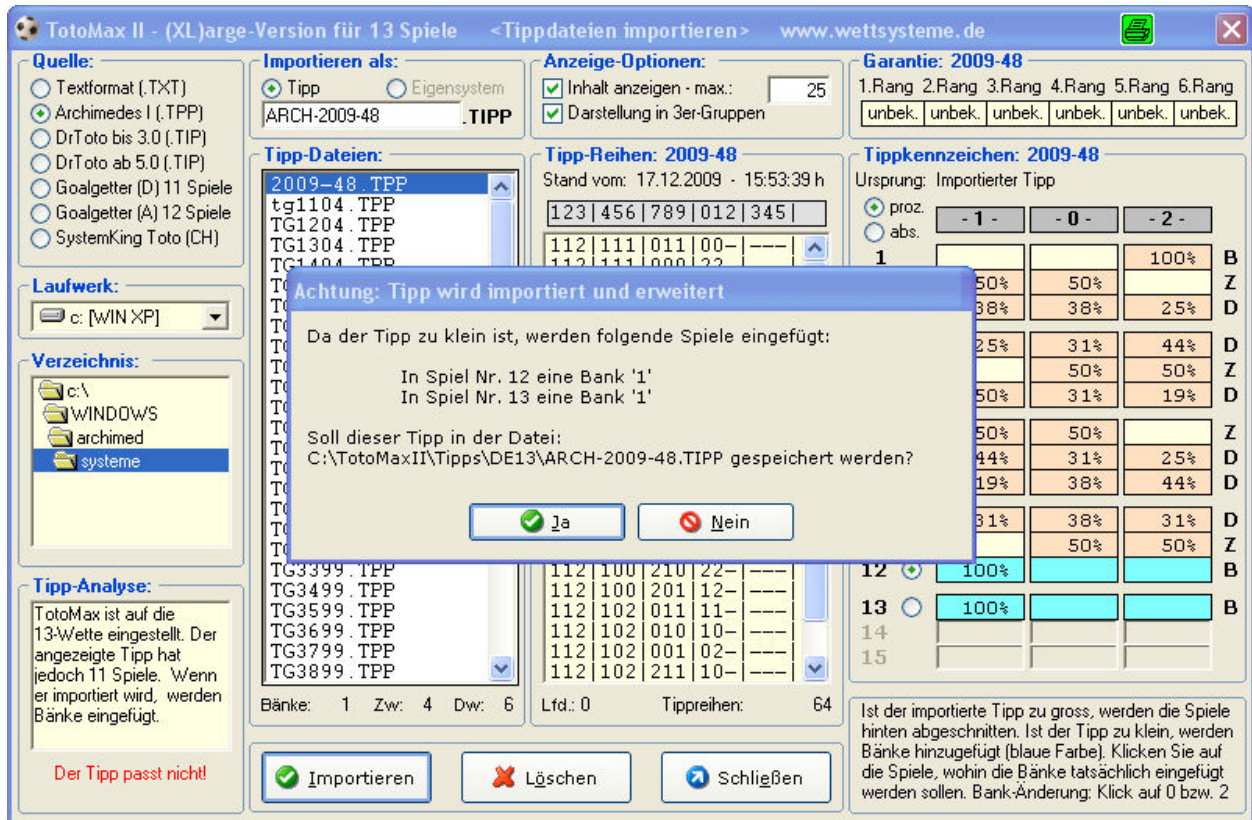 TotoMax II - (XL)arge-Version für 13 Spiele <Tippdateien importieren> www.wettsysteme.de
Quelle:
Textformat (.TXT)
Archimedes I (.TPP)
DrToto bis 3.0 (.TIP)
DrToto ab 5.0 (.TIP)
Goalgetter (D) 11 Spiele
Goalgetter (A) 12 Spiele
SystemKing Toto (CH)
Importieren als:
Tipp Eigensystem
ARCH-2009-48 .TIPP
Anzeige-Optionen:
Inhalt anzeigen - max.: 25
Darstellung in 3er-Gruppen
Garantie: 2009-48
1.Rang 2.Rang 3.Rang 4.Rang 5.Rang 6.Rang
unbek. unbek. unbek. unbek. unbek. unbek.
Laufwerk:
c: [WIN XP]
Verzeichnis:
c:\
WINDOWS
archimed
systeme
Tipp-Analyse:
TotoMax ist auf die
13-Wette eingestellt. Der
angezeigte Tipp hat
jedoch 11 Spiele. Wenn
er importiert wird, werden
Bänke eingefügt.
Der Tipp passt nicht!
Tipp-Dateien:
2009-48.TPP
tg1104.TPP
TG1204.TPP
TG1304.TPP
TG1404.TPP
TG3399.TPP
TG3499.TPP
TG3599.TPP
TG3699.TPP
TG3799.TPP
TG3899.TPP
Bänke: 1 Zw: 4 Dw: 6
Tipp-Reihen: 2009-48
Stand vom: 17.12.2009 - 15:53:39 h
123|456|789|012|345|
112|111|011|00-|---|
112|111|000|22-|---|
112|100|210|22-|---|
112|100|201|12-|---|
112|102|011|11-|---|
112|102|010|10-|---|
112|102|001|02-|---|
112|102|211|10-|---|
Lfd.: 0 Tippreihen: 64
Tippkennzeichen: 2009-48
Ursprung: Importierter Tipp
proz.
abs.
- 1 - - 0 - - 2 -
1 100% B
50% 50% Z
38% 38% 25% D
25% 31% 44% D
50% 50% Z
50% 31% 19% D
50% 50% Z
44% 31% 25% D
19% 38% 44% D
31% 38% 31% D
50% 50% Z
12 100% B
13 100% B
14
15
Achtung: Tipp wird importiert und erweitert
Da der Tipp zu klein ist, werden folgende Spiele eingefügt:
In Spiel Nr. 12 eine Bank '1'
In Spiel Nr. 13 eine Bank '1'
Soll dieser Tipp in der Datei:
C:\TotoMaxII\Tipps\DE13\ARCH-2009-48.TIPP gespeichert werden?
Ja Nein
Importieren Löschen Schließen
Ist der importierte Tipp zu gross, werden die Spiele
hinten abgeschnitten. Ist der Tipp zu klein, werden
Bänke hinzugefügt (blaue Farbe). Klicken Sie auf
die Spiele, wohin die Bänke tatsächlich eingefügt
werden sollen. Bank-Änderung: Klick auf 0 bzw. 2